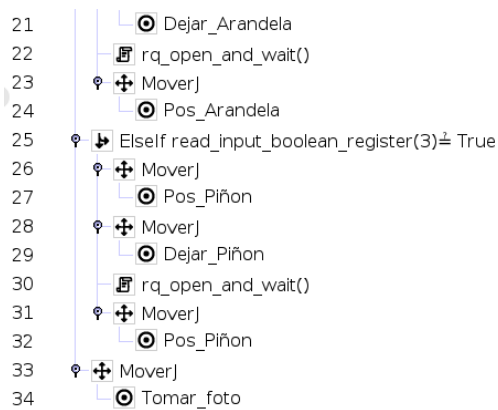 21 Dejar_Arandela
22 rq_open_and_wait()
23 MoverJ
24 Pos_Arandela
25 ElseIf read_input_boolean_register(3)≟ True
26 MoverJ
27 Pos_Piñon
28 MoverJ
29 Dejar_Piñon
30 rq_open_and_wait()
31 MoverJ
32 Pos_Piñon
33 MoverJ
34 Tomar_foto